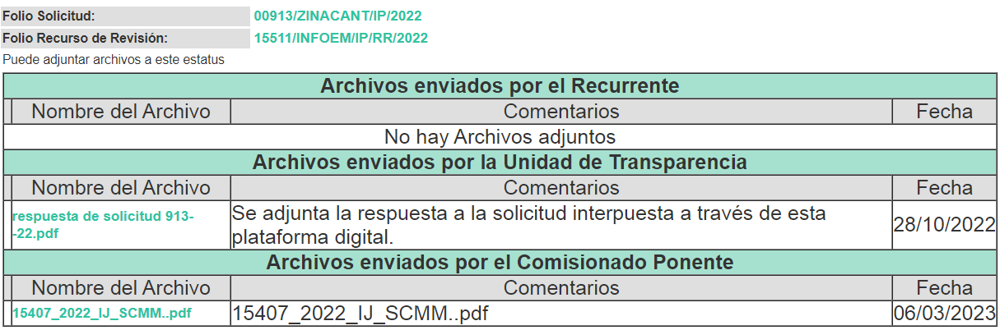 Folio Solicitud: 00913/ZINACANT/IP/2022
Folio Recurso de Revisión: 15511/INFOEM/IP/RR/2022
Puede adjuntar archivos a este estatus
Archivos enviados por el Recurrente
Nombre del Archivo Comentarios Fecha
No hay Archivos adjuntos
Archivos enviados por la Unidad de Transparencia
Nombre del Archivo Comentarios Fecha
respuesta de solicitud 913-
-22.pdf
Se adjunta la respuesta a la solicitud interpuesta a través de esta
plataforma digital.
28/10/2022
Archivos enviados por el Comisionado Ponente
Nombre del Archivo Comentarios Fecha
15407_2022_IJ_SCMM..pdf 15407_2022_IJ_SCMM..pdf 06/03/2023